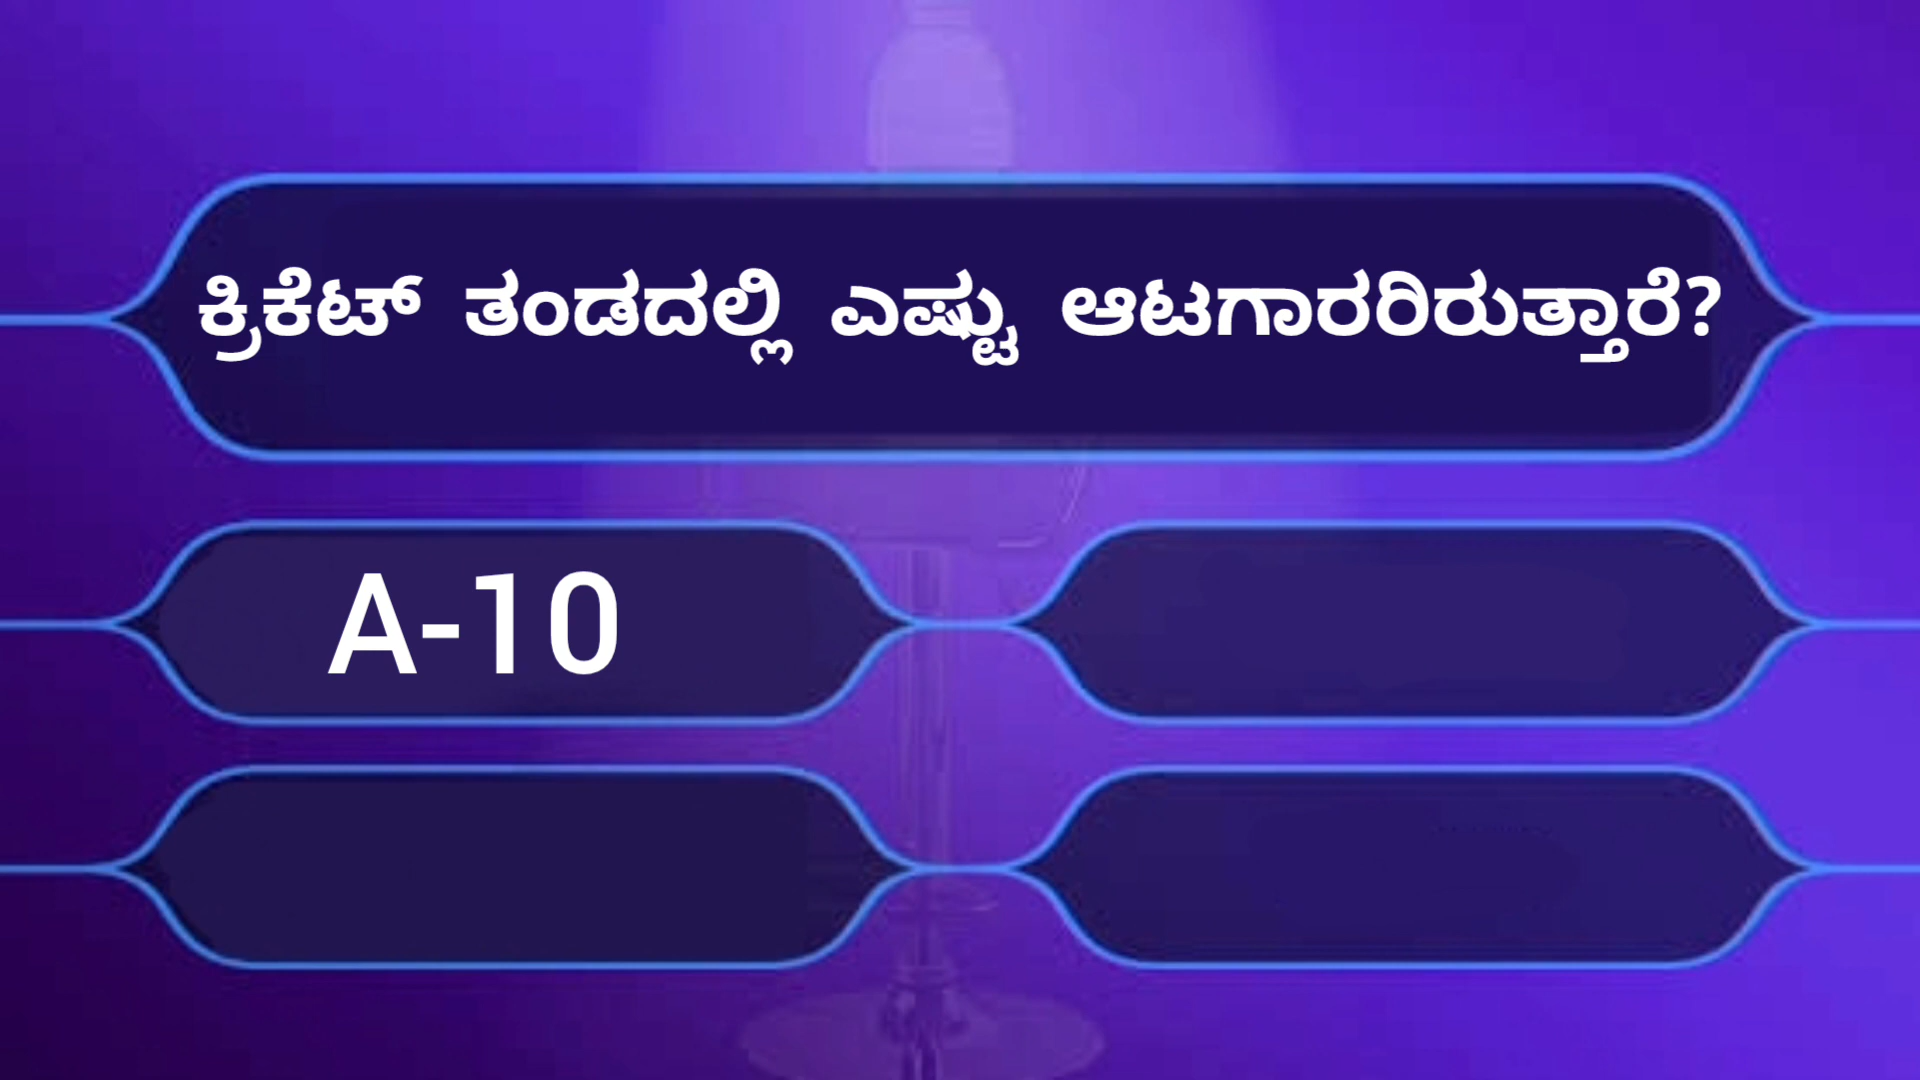 ಕ್ರಿಕೆಟ್ ತಂಡದಲ್ಲಿ ಎಷ್ಟು ಆಟಗಾರರಿರುತ್ತಾರೆ?
A-10